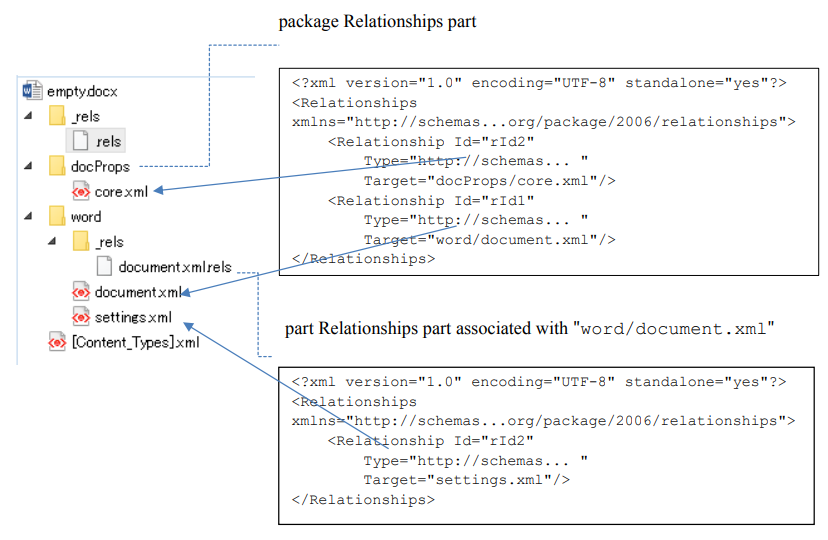 package Relationships part
empty.docx
_rels
.rels
docProps
core.xml
word
_rels
document.xml.rels
document.xml
settings.xml
[Content_Types].xml
<?xml version="1.0" encoding="UTF-8" standalone="yes"?>
<Relationships
xmlns="http://schemas...org/package/2006/relationships">
<Relationship Id="rId2"
Type="http://schemas... "
Target="docProps/core.xml"/>
<Relationship Id="rId1"
Type="http://schemas... "
Target="word/document.xml"/>
</Relationships>
part Relationships part associated with "word/document.xml"
<?xml version="1.0" encoding="UTF-8" standalone="yes"?>
<Relationships
xmlns="http://schemas...org/package/2006/relationships">
<Relationship Id="rId2"
Type="http://schemas... "
Target="settings.xml"/>
</Relationships>